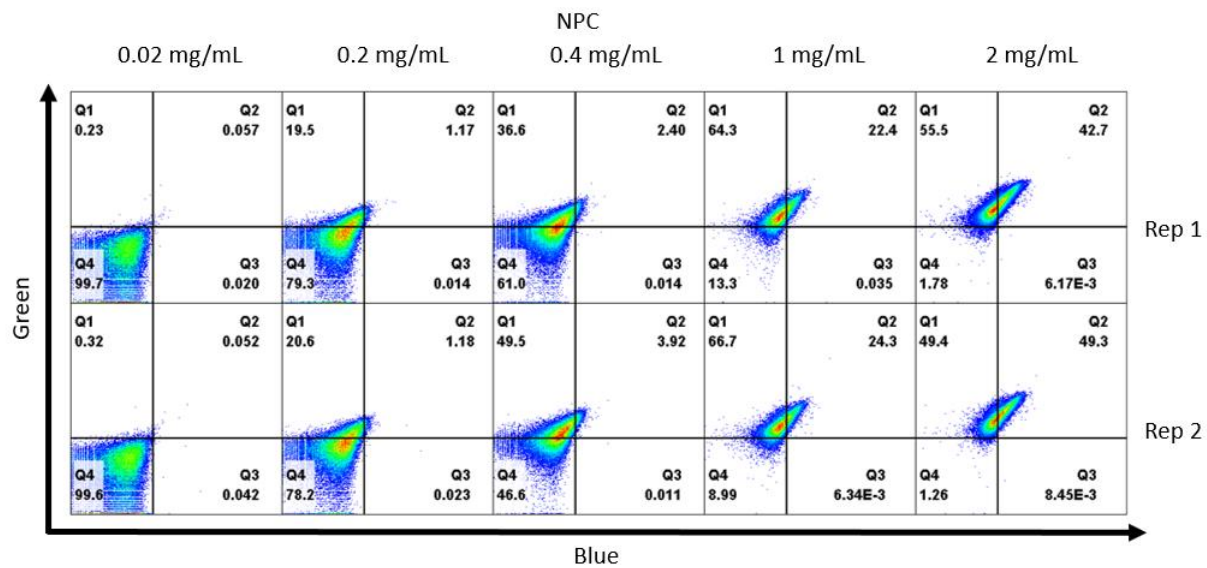 NPC
0.02 mg/mL 0.2 mg/mL 0.4 mg/mL 1 mg/mL 2 mg/mL
Q1 Q2 Q1 Q2 Q1 Q2 Q1 Q2 Q1 Q2
0.23 0.057 19.5 1.17 36.6 2.40 64.3 22.4 55.5 42.7
Rep 1
Q4 Q3 Q4 Q3 Q4 Q3 Q4 Q3 Q4 Q3
99.7 0.020 79.3 0.014 61.0 0.014 13.3 0.035 1.78 6.17E-3
Green
Q1 Q2 Q1 Q2 Q1 Q2 Q1 Q2 Q1 Q2
0.32 0.052 20.6 1.18 49.5 3.92 66.7 24.3 49.4 49.3
Rep 2
Q4 Q3 Q4 Q3 Q4 Q3 Q4 Q3 Q4 Q3
99.6 0.042 78.2 0.023 46.6 0.011 8.99 6.34E-3 1.26 8.45E-3
Blue